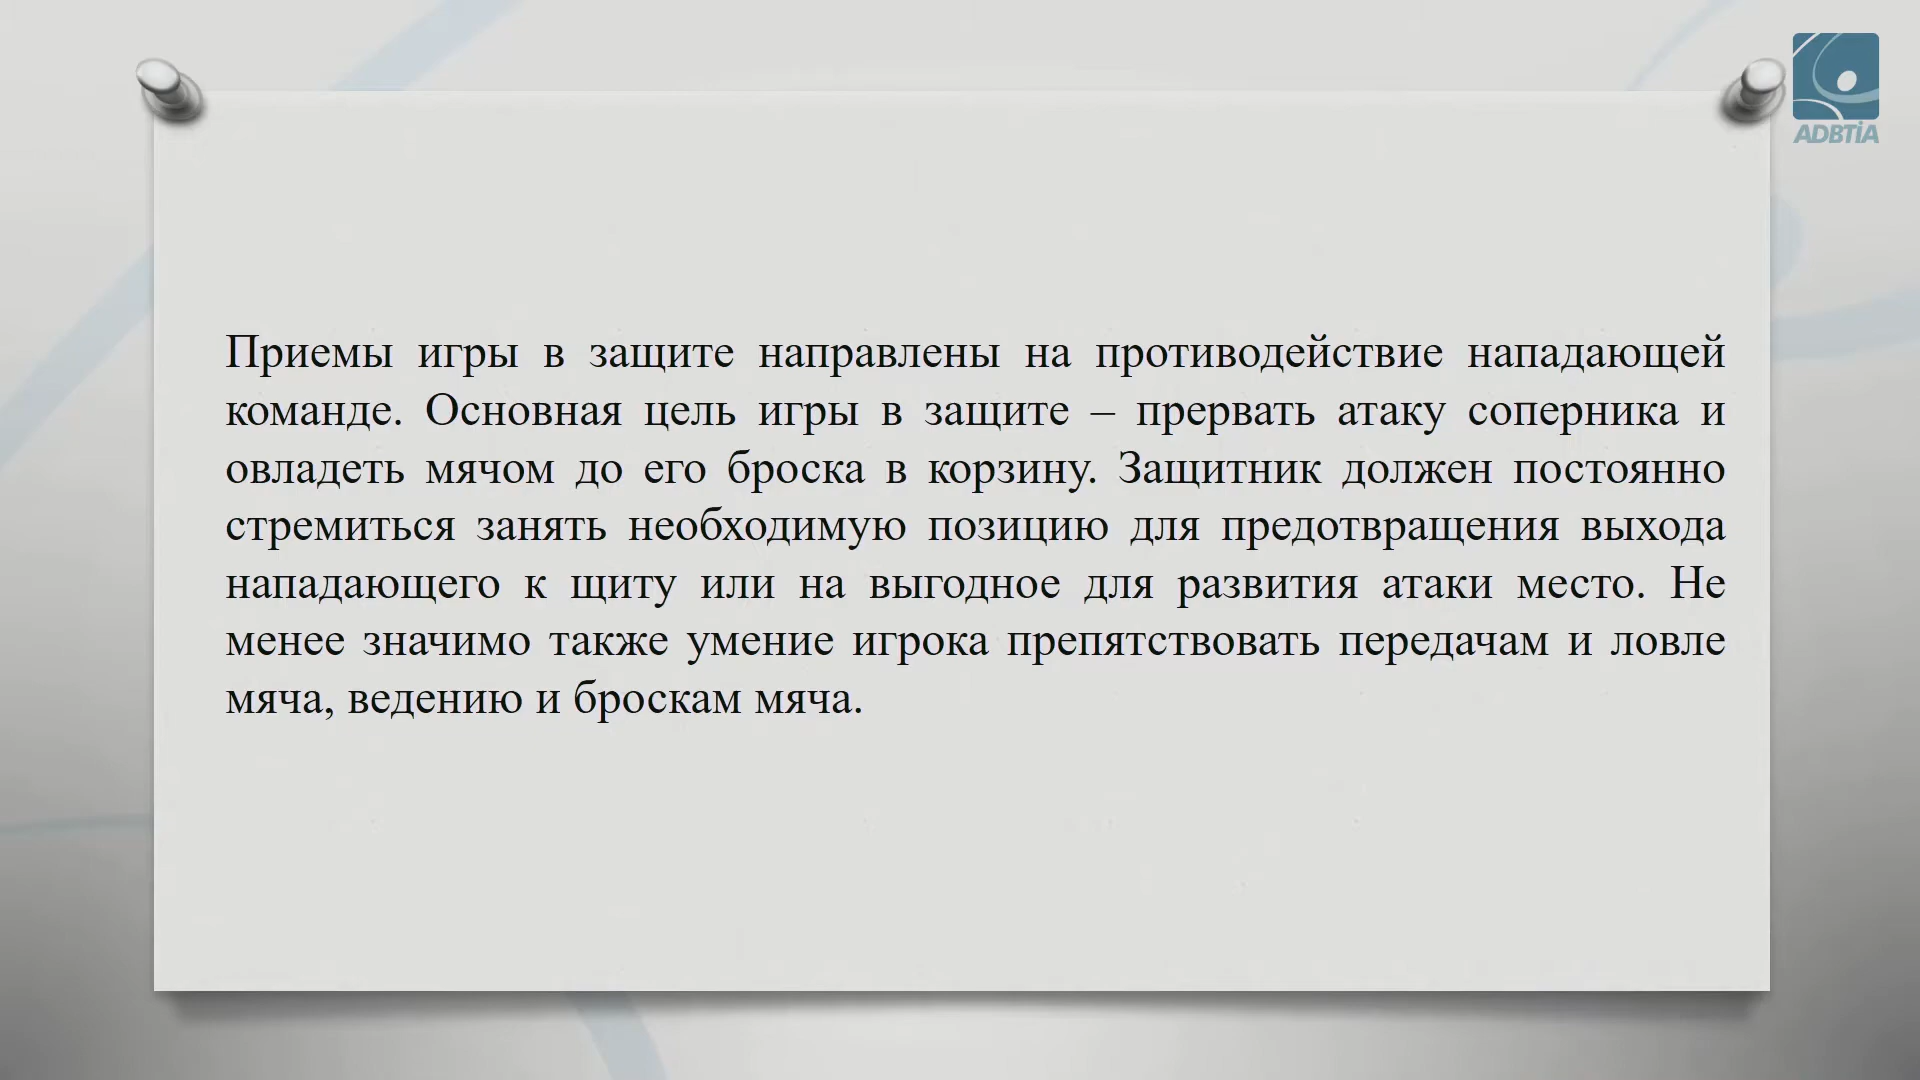 ADBTİA
Приемы игры в защите направлены на противодействие нападающей
команде. Основная цель игры в защите – прервать атаку соперника и
овладеть мячом до его броска в корзину. Защитник должен постоянно
стремиться занять необходимую позицию для предотвращения выхода
нападающего к щиту или на выгодное для развития атаки место. Не
менее значимо также умение игрока препятствовать передачам и ловле
мяча, ведению и броскам мяча.